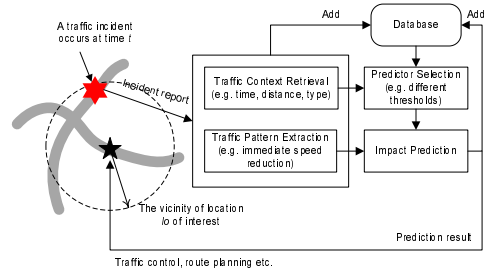 A traffic incident
occurs at time t
Incident report
Add
Database
Add
Traffic Context Retrieval
(e.g. time, distance, type)
Predictor Selection
(e.g. different
thresholds)
Traffic Pattern Extraction
(e.g. immediate speed
reduction)
Impact Prediction
The vicinity of location
lo of interest
Prediction result
Traffic control, route planning etc.